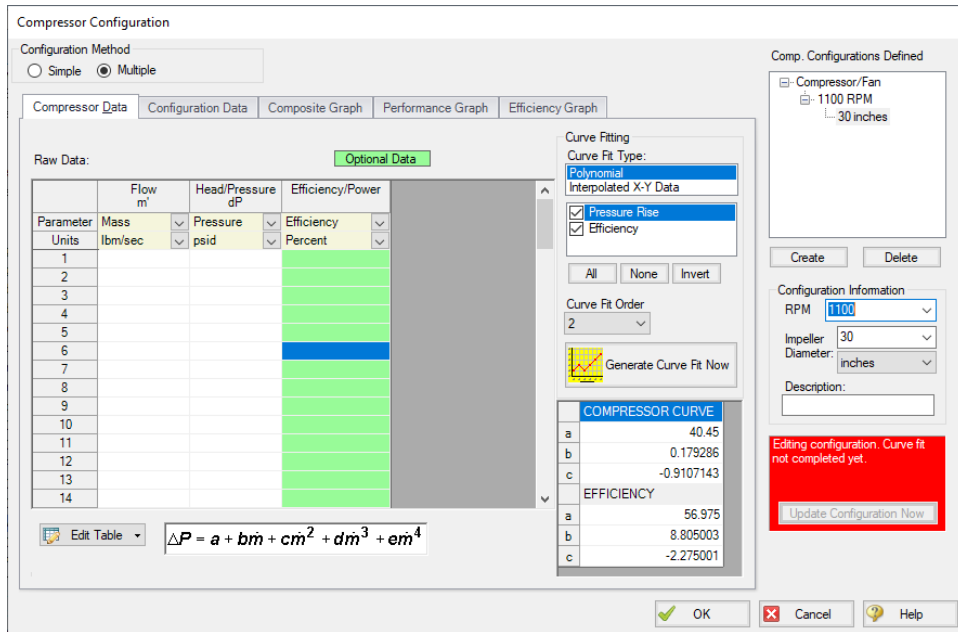 Compressor Configuration
Configuration Method
Simple Multiple
Compressor Data Configuration Data Composite Graph Performance Graph Efficiency Graph
Raw Data: Optional Data
Flow Head/Pressure Efficiency/Power
m' dP
Parameter Mass Pressure Efficiency
Units lbm/sec psid Percent
1
2
3
4
5
6
7
8
9
10
11
12
13
14
Edit Table
ΔP = a + bṁ + cṁ² + dṁ³ + eṁ⁴
Curve Fitting
Curve Fit Type:
Polynomial
Interpolated X-Y Data
Pressure Rise
Efficiency
All None Invert
Curve Fit Order
2
Generate Curve Fit Now
COMPRESSOR CURVE
a 40.45
b 0.179286
c -0.9107143
EFFICIENCY
a 56.975
b 8.805003
c -2.275001
Comp. Configurations Defined
Compressor/Fan
1100 RPM
30 inches
Create Delete
Configuration Information
RPM 1100
Impeller 30
Diameter: inches
Description:
Editing configuration. Curve fit
not completed yet.
Update Configuration Now
OK Cancel Help